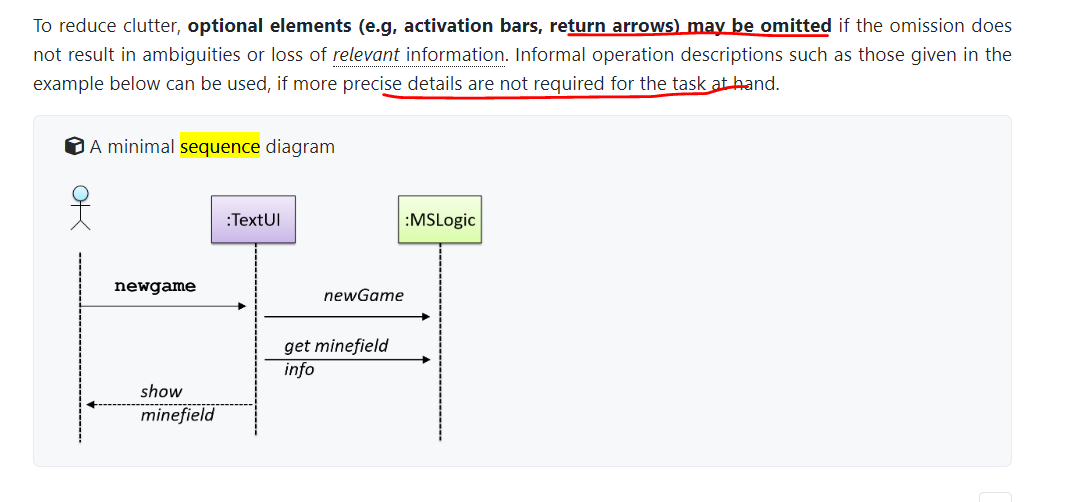 To reduce clutter, optional elements (e.g, activation bars, return arrows) may be omitted if the omission does
not result in ambiguities or loss of relevant information. Informal operation descriptions such as those given in the
example below can be used, if more precise details are not required for the task at hand.
A minimal sequence diagram
:TextUI
:MSLogic
newgame
newGame
get minefield
info
show
minefield